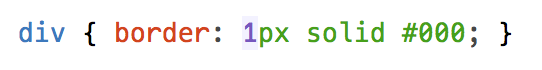 div { border: 1px solid #000; }